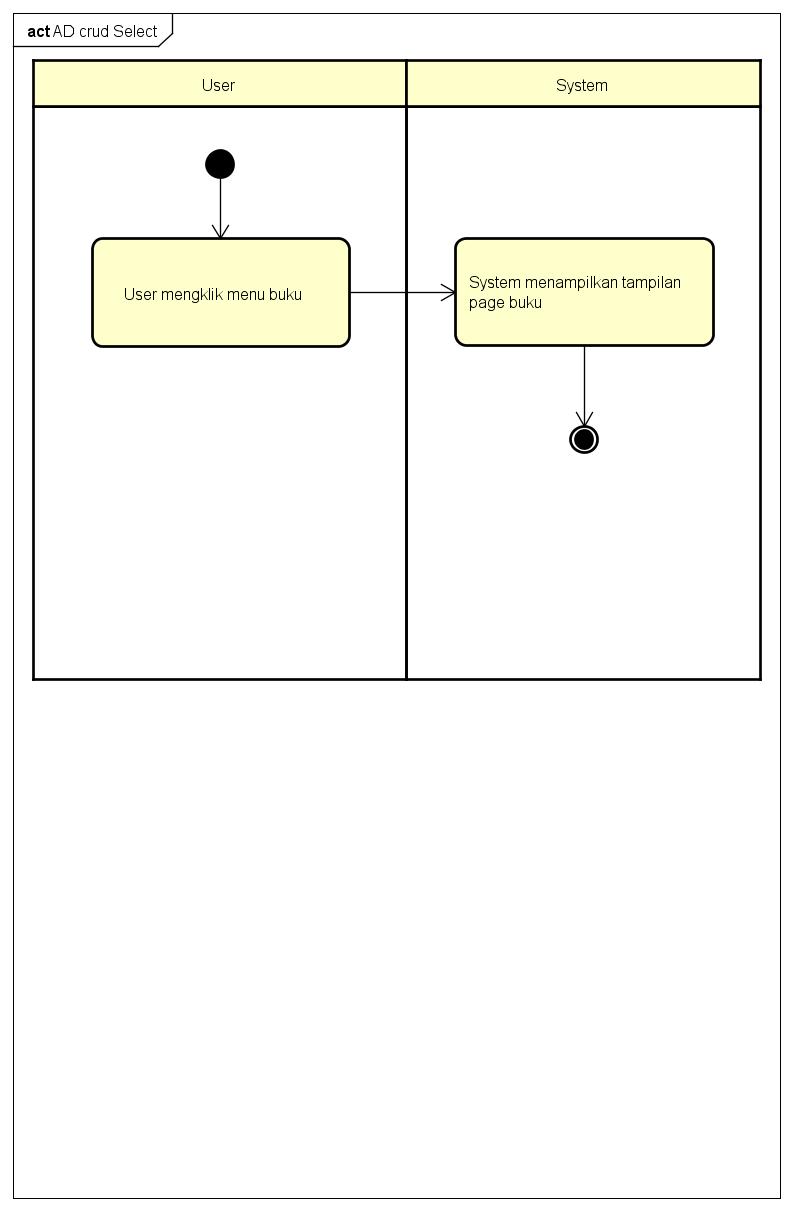 act AD crud Select
User
System
User mengklik menu buku
System menampilkan tampilan
page buku